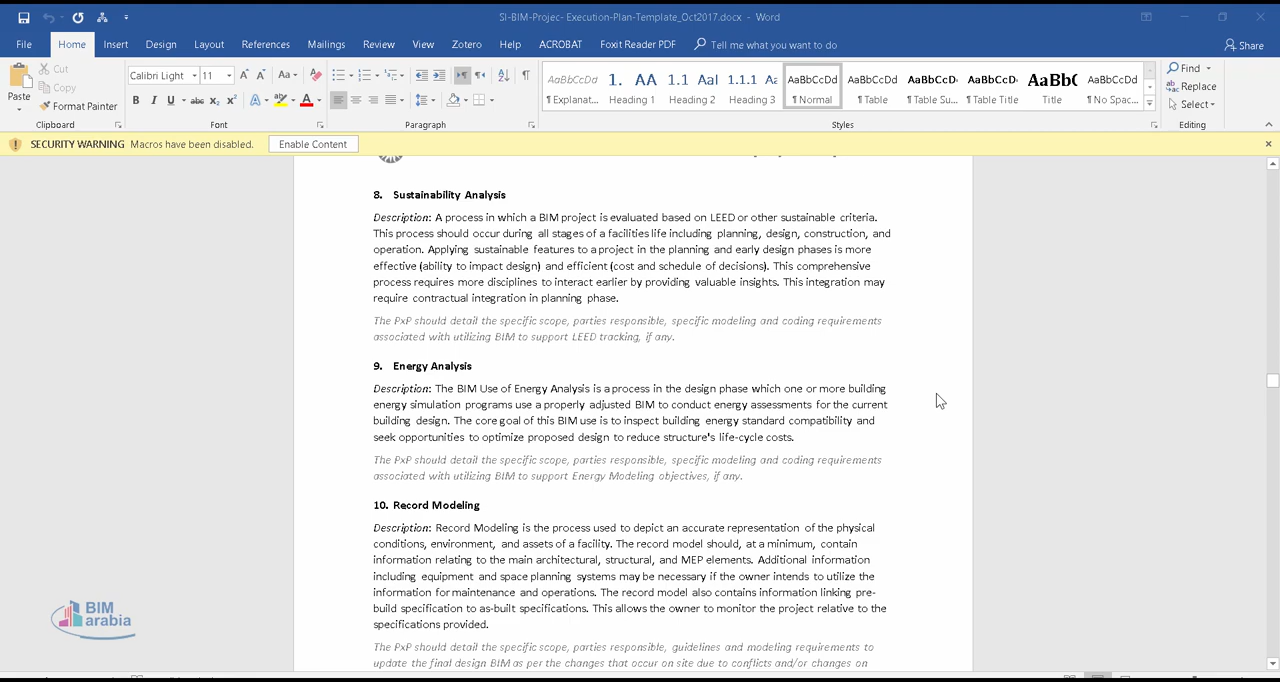 SI-BIM-Projec- Execution-Plan-Template_Oct2017.docx - Word
File Home Insert Design Layout References Mailings Review View Zotero Help ACROBAT Foxit Reader PDF Tell me what you want to do Share
Paste
Cut
Copy
Format Painter
Clipboard
Calibri Light 11
Font
Paragraph
AaBbCcDd 1. AA 1.1 AaI 1.1.1 Aa AaBbCcDd AaBbCcDd AaBbCcD AaBbCcD AaBb( AaBbCcDd
Explanat... Heading 1 Heading 2 Heading 3 ¶ Normal ¶ Table ¶ Table Su... ¶ Table Title Title ¶ No Spac...
Styles
Find
Replace
Select
Editing
SECURITY WARNING Macros have been disabled. Enable Content
8. Sustainability Analysis
Description: A process in which a BIM project is evaluated based on LEED or other sustainable criteria.
This process should occur during all stages of a facilities life including planning, design, construction, and
operation. Applying sustainable features to a project in the planning and early design phases is more
effective (ability to impact design) and efficient (cost and schedule of decisions). This comprehensive
process requires more disciplines to interact earlier by providing valuable insights. This integration may
require contractual integration in planning phase.
The PxP should detail the specific scope, parties responsible, specific modeling and coding requirements
associated with utilizing BIM to support LEED tracking, if any.
9. Energy Analysis
Description: The BIM Use of Energy Analysis is a process in the design phase which one or more building
energy simulation programs use a properly adjusted BIM to conduct energy assessments for the current
building design. The core goal of this BIM use is to inspect building energy standard compatibility and
seek opportunities to optimize proposed design to reduce structure's life-cycle costs.
The PxP should detail the specific scope, parties responsible, specific modeling and coding requirements
associated with utilizing BIM to support Energy Modeling objectives, if any.
10. Record Modeling
Description: Record Modeling is the process used to depict an accurate representation of the physical
conditions, environment, and assets of a facility. The record model should, at a minimum, contain
information relating to the main architectural, structural, and MEP elements. Additional information
including equipment and space planning systems may be necessary if the owner intends to utilize the
information for maintenance and operations. The record model also contains information linking pre-
build specification to as-built specifications. This allows the owner to monitor the project relative to the
specifications provided.
The PxP should detail the specific scope, parties responsible, guidelines and modeling requirements to
update the final design BIM as per the changes that occur on site due to conflicts and/or changes on
BIM
arabia